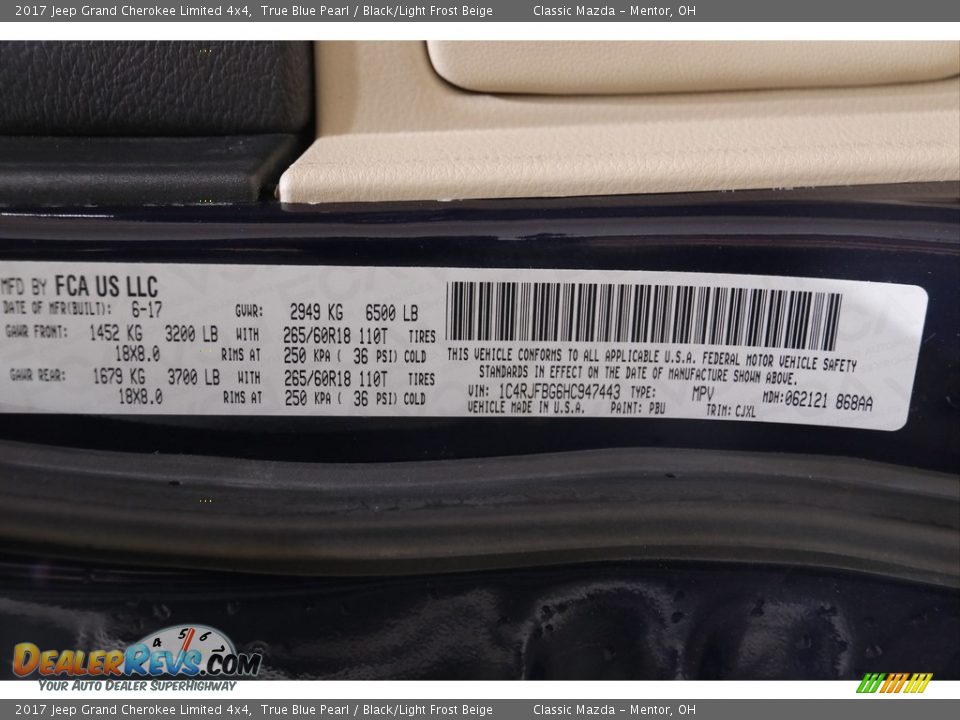 2017 Jeep Grand Cherokee Limited 4x4, True Blue Pearl / Black/Light Frost Beige Classic Mazda – Mentor, OH
MFD BY FCA US LLC
DATE OF MFR(BUILT): 6-17 GVWR: 2949 KG 6500 LB
GAWR FRONT: 1452 KG 3200 LB WITH 265/60R18 110T TIRES
18X8.0 RIMS AT 250 KPA ( 36 PSI) COLD
GAWR REAR: 1679 KG 3700 LB WITH 265/60R18 110T TIRES
18X8.0 RIMS AT 250 KPA ( 36 PSI) COLD
THIS VEHICLE CONFORMS TO ALL APPLICABLE U.S.A. FEDERAL MOTOR VEHICLE SAFETY
STANDARDS IN EFFECT ON THE DATE OF MANUFACTURE SHOWN ABOVE.
VIN: 1C4RJFBG6HC947443 TYPE: MPV MDH:062121 868AA
VEHICLE MADE IN U.S.A. PAINT: PBU TRIM: CJXL
4 5 6
DEALERREVS.COM
YOUR AUTO DEALER SUPERHIGHWAY
2017 Jeep Grand Cherokee Limited 4x4, True Blue Pearl / Black/Light Frost Beige Classic Mazda – Mentor, OH